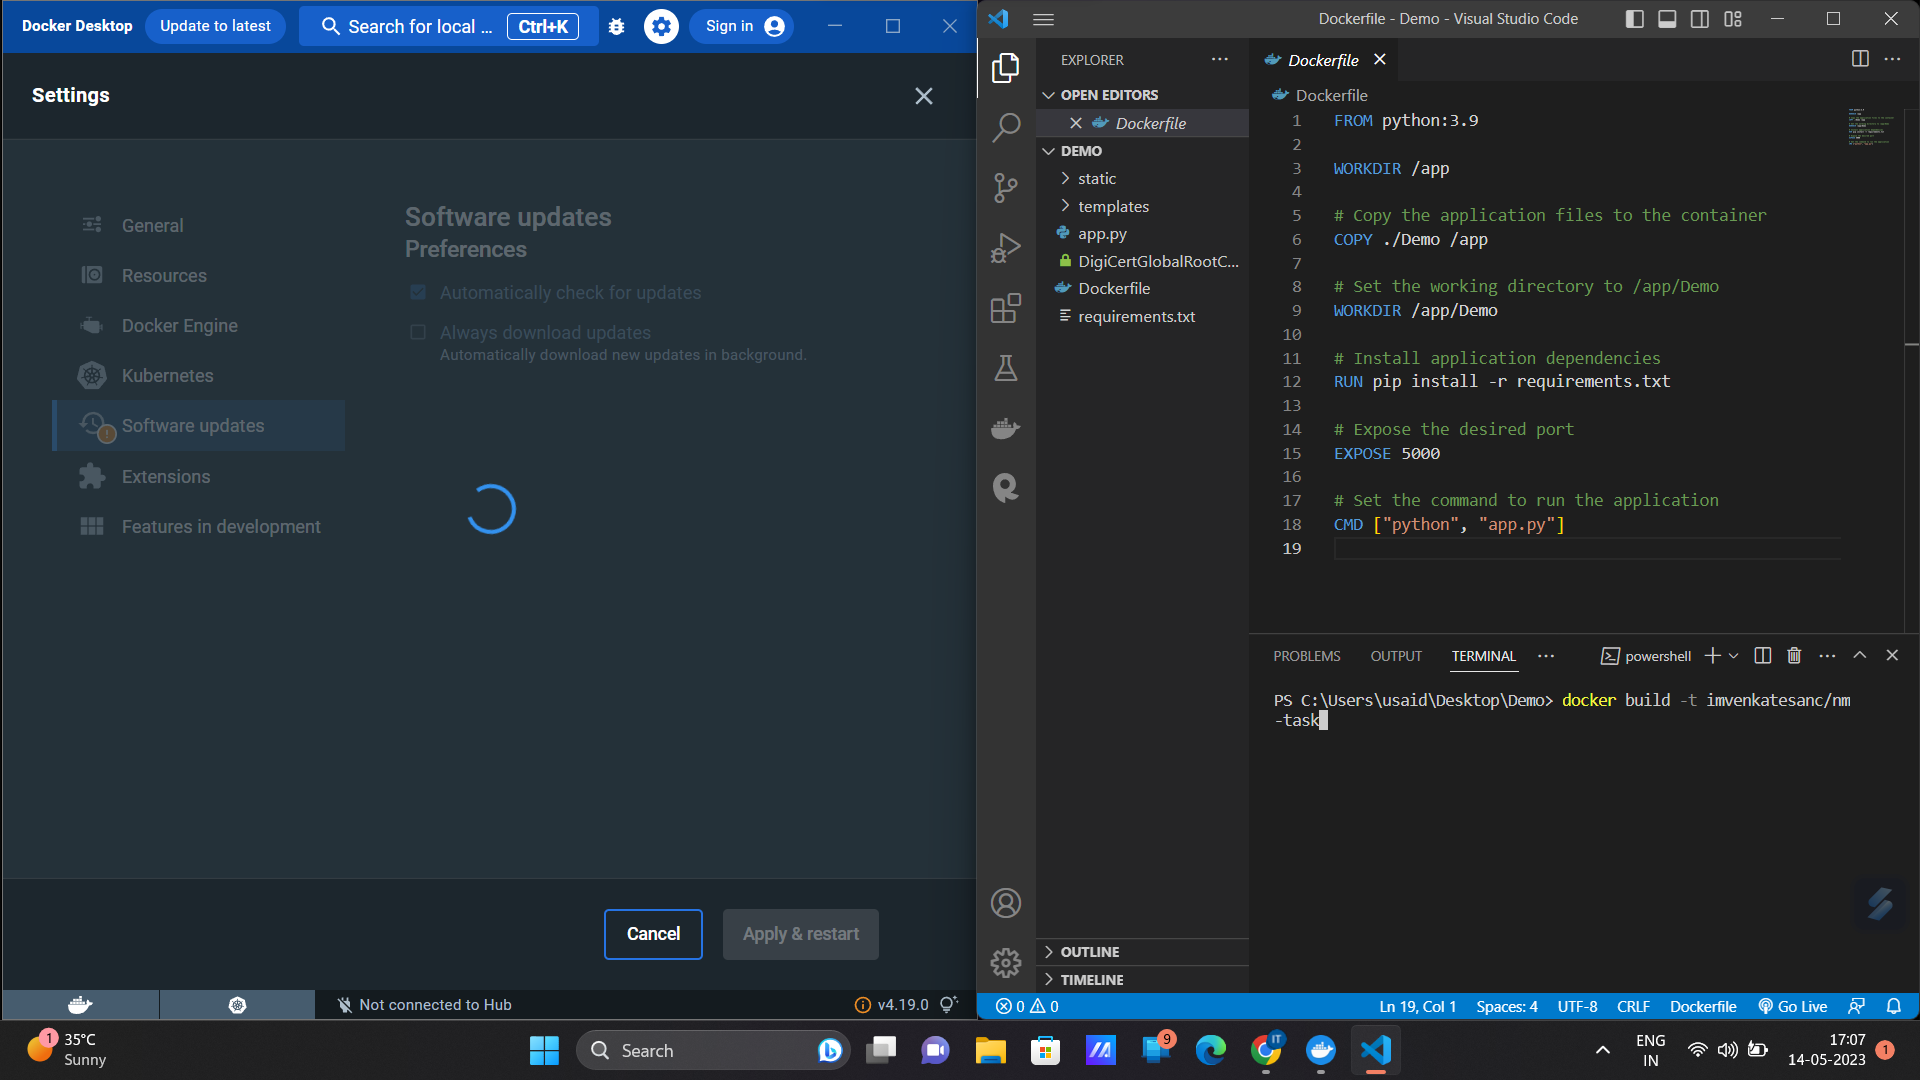 Docker Desktop
Update to latest
Search for local ...
Ctrl+K
Sign in
Settings
General
Resources
Docker Engine
Kubernetes
Software updates
Extensions
Features in development
Software updates
Preferences
Automatically check for updates
Always download updates
Automatically download new updates in background.
Cancel
Apply & restart
Not connected to Hub
v4.19.0
Dockerfile - Demo - Visual Studio Code
EXPLORER
OPEN EDITORS
Dockerfile
DEMO
static
templates
app.py
DigiCertGlobalRootC...
Dockerfile
requirements.txt
OUTLINE
TIMELINE
Dockerfile
Dockerfile
1 FROM python:3.9
2
3 WORKDIR /app
4
5 # Copy the application files to the container
6 COPY ./Demo /app
7
8 # Set the working directory to /app/Demo
9 WORKDIR /app/Demo
10
11 # Install application dependencies
12 RUN pip install -r requirements.txt
13
14 # Expose the desired port
15 EXPOSE 5000
16
17 # Set the command to run the application
18 CMD ["python", "app.py"]
19
PROBLEMS OUTPUT TERMINAL
powershell
PS C:\Users\usaid\Desktop\Demo> docker build -t imvenkatesanc/nm
-task
0 0
Ln 19, Col 1 Spaces: 4 UTF-8 CRLF Dockerfile Go Live
1
35°C
Sunny
Search
9
IT
ENG
IN
17:07
14-05-2023
1